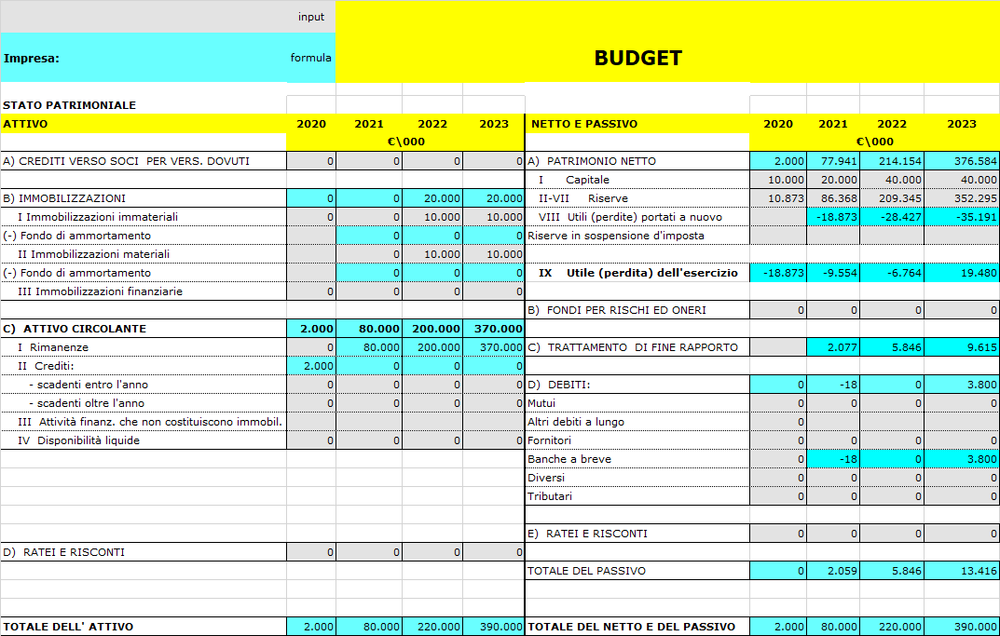 input
Impresa: formula
BUDGET
STATO PATRIMONIALE
ATTIVO 2020 2021 2022 2023 NETTO E PASSIVO 2020 2021 2022 2023
€\000 €\000
A) CREDITI VERSO SOCI PER VERS. DOVUTI 0 0 0 0 A) PATRIMONIO NETTO 2.000 77.941 214.154 376.584
I Capitale 10.000 20.000 40.000 40.000
B) IMMOBILIZZAZIONI 0 0 20.000 20.000 II-VII Riserve 10.873 86.368 209.345 352.295
I Immobilizzazioni immateriali 0 0 10.000 10.000 VIII Utili (perdite) portati a nuovo -18.873 -28.427 -35.191
(-) Fondo di ammortamento 0 0 0 Riserve in sospensione d'imposta
II Immobilizzazioni materiali 0 10.000 10.000
(-) Fondo di ammortamento 0 0 0 IX Utile (perdita) dell'esercizio -18.873 -9.554 -6.764 19.480
III Immobilizzazioni finanziarie 0 0 0 0
B) FONDI PER RISCHI ED ONERI 0 0 0 0
C) ATTIVO CIRCOLANTE 2.000 80.000 200.000 370.000
I Rimanenze 0 80.000 200.000 370.000 C) TRATTAMENTO DI FINE RAPPORTO 2.077 5.846 9.615
II Crediti: 2.000 0 0 0
- scadenti entro l'anno 0 0 0 0 D) DEBITI: 0 -18 0 3.800
- scadenti oltre l'anno 0 0 0 0 Mutui 0 0 0 0
III Attività finanz. che non costituiscono immobil. Altri debiti a lungo 0
IV Disponibilità liquide 0 0 0 0 Fornitori 0 0 0 0
Banche a breve 0 -18 0 3.800
Diversi 0 0 0 0
Tributari 0 0 0 0
E) RATEI E RISCONTI 0 0 0 0
D) RATEI E RISCONTI 0 0 0 0
TOTALE DEL PASSIVO 0 2.059 5.846 13.416
TOTALE DELL' ATTIVO 2.000 80.000 220.000 390.000 TOTALE DEL NETTO E DEL PASSIVO 2.000 80.000 220.000 390.000